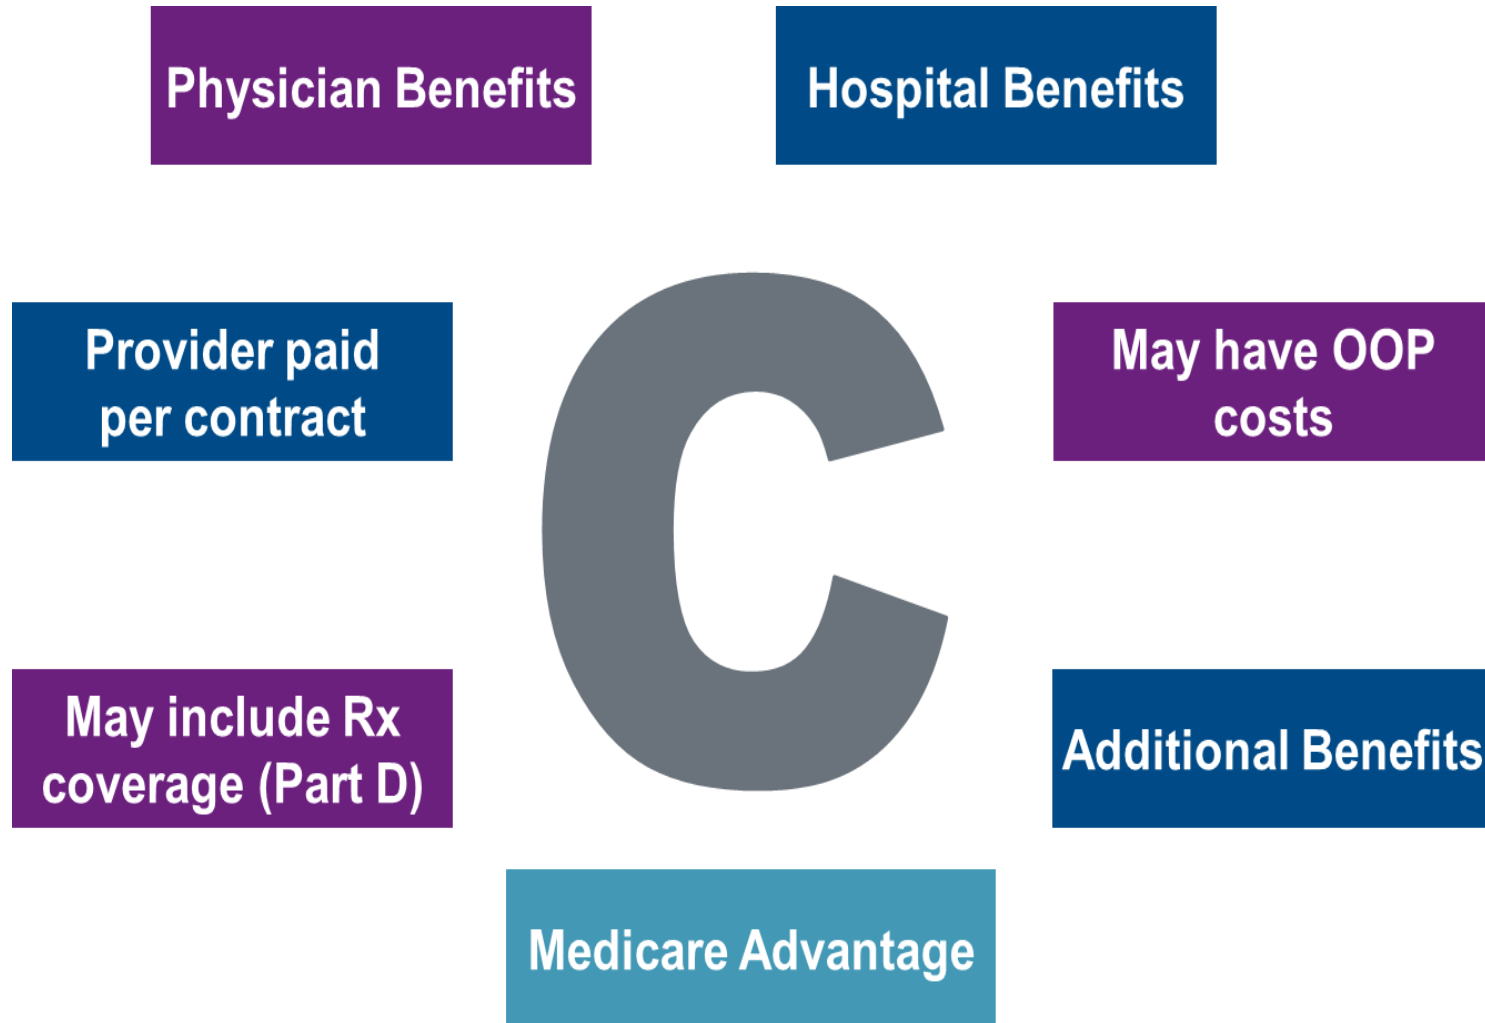 Physician Benefits
Hospital Benefits
Provider paid
per contract
C
May have OOP
costs
May include Rx
coverage (Part D)
Additional Benefits
Medicare Advantage